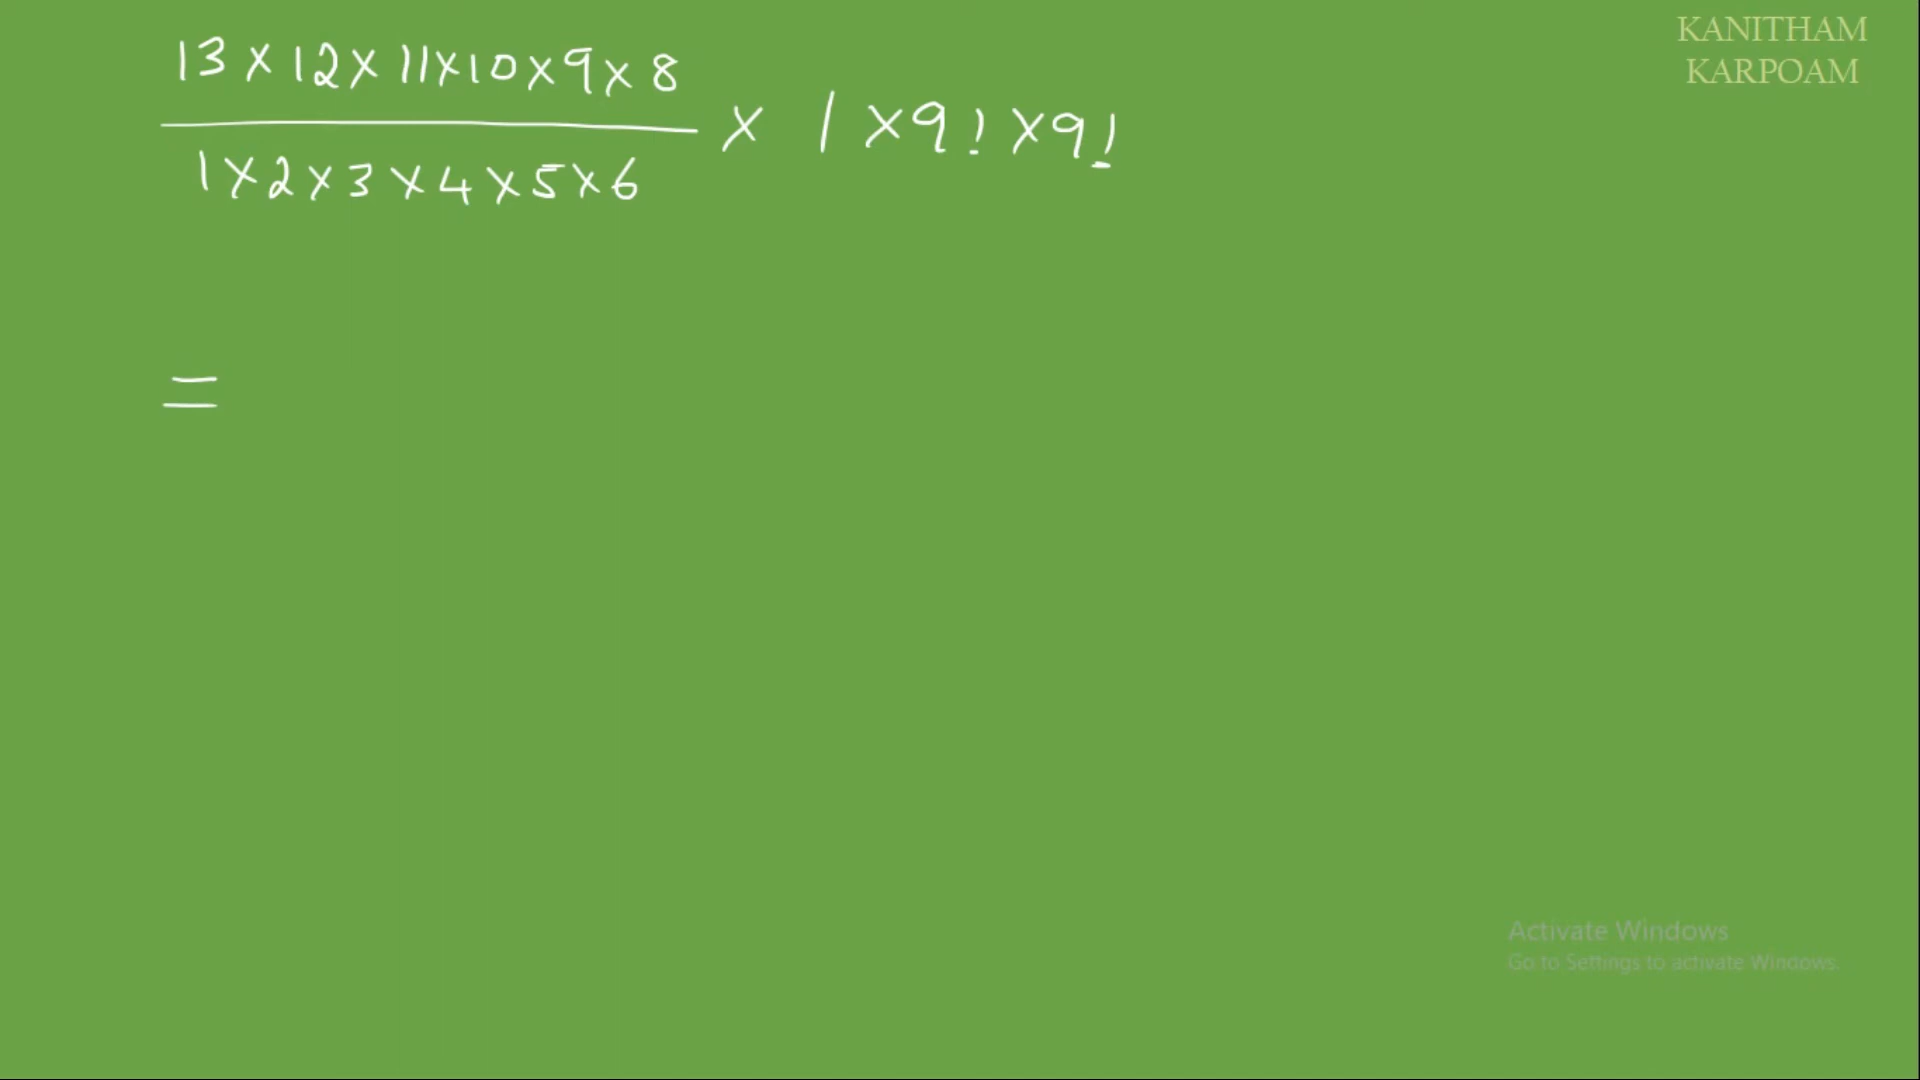 KANITHAM
KARPOAM
13 × 12 × 11 × 10 × 9 × 8
1 × 2 × 3 × 4 × 5 × 6
× 1 × 9! × 9!
=
Activate Windows
Go to Settings to activate Windows.